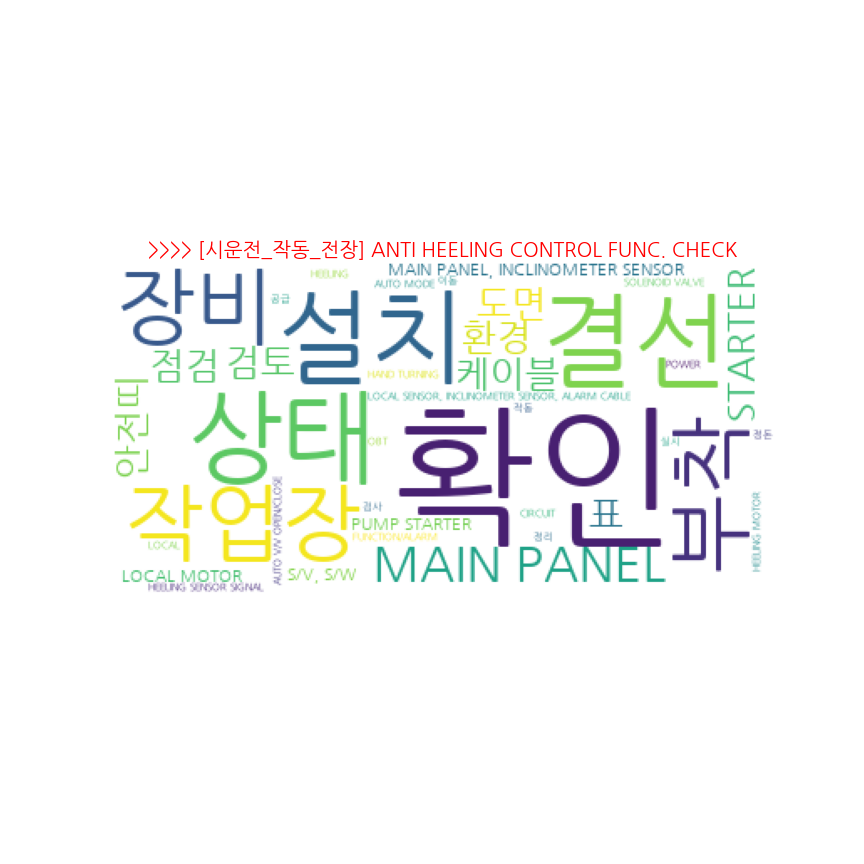 >>>> [시운전_작동_전장] ANTI HEELING CONTROL FUNC. CHECK
MAIN PANEL, INCLINOMETER SENSOR
HEELING
AUTO MODE
이동
SOLENOID VALVE
공급
장비
설치
도면
결선
STARTER
환경
점검
검토
케이블
POWER
HAND TURNING
안전띠
LOCAL SENSOR, INCLINOMETER SENSOR, ALARM CABLE
작동
상태
확인
부착
정돈
OBT
실시
작업장
AUTO V/V OPEN/CLOSE
검사
CIRCUIT
표
HEELING MOTOR
PUMP STARTER
FUNCTION/ALARM
정리
LOCAL
MAIN PANEL
LOCAL MOTOR
S/V, S/W
HEELING SENSOR SIGNAL